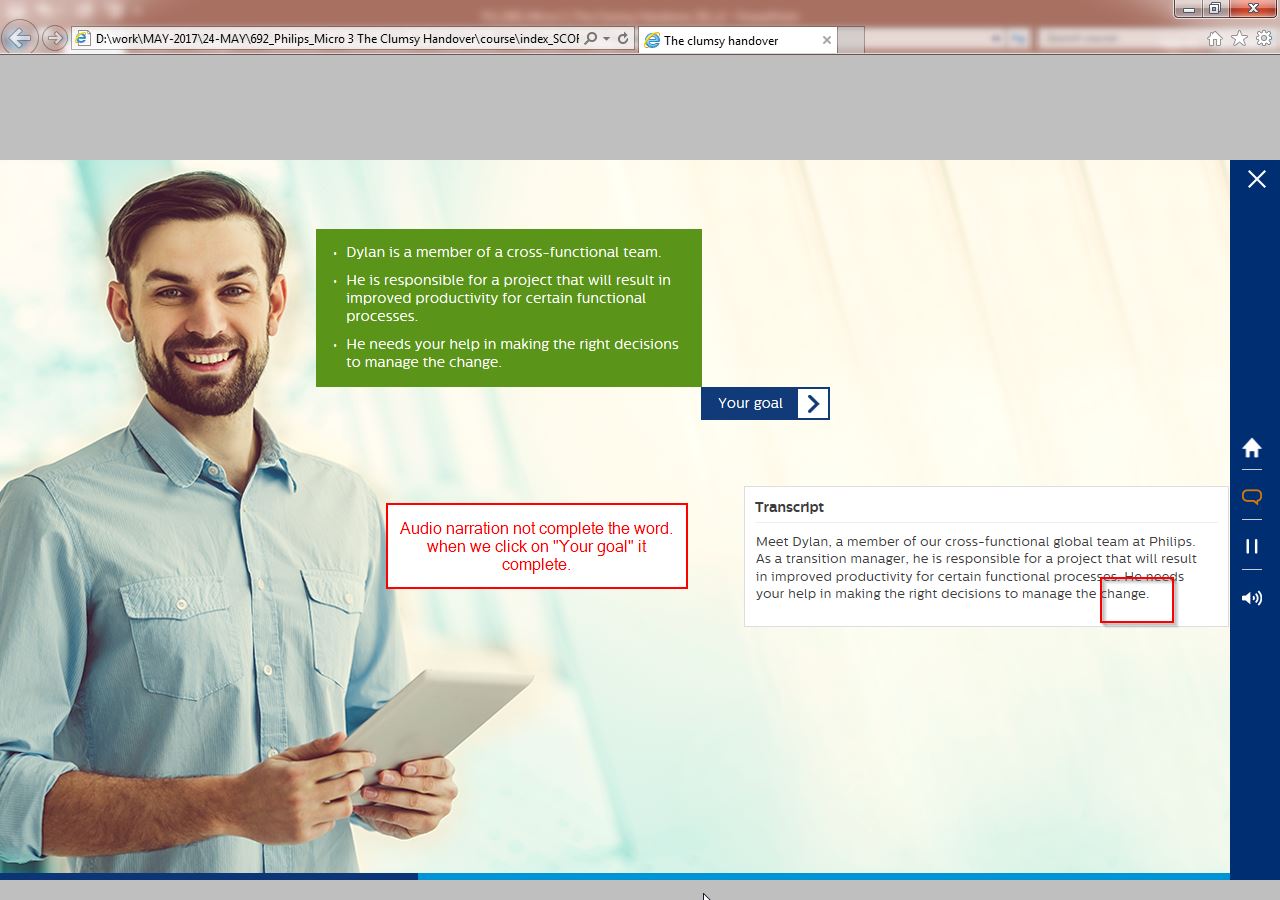 D:\work\MAY-2017\24-MAY\692_Philips_Micro 3 The Clumsy Handover\course\index_SCOF
The clumsy handover
• Dylan is a member of a cross-functional team.
• He is responsible for a project that will result in
improved productivity for certain functional
processes.
• He needs your help in making the right decisions
to manage the change.
Your goal
Audio narration not complete the word.
when we click on "Your goal" it
complete.
Transcript
Meet Dylan, a member of our cross-functional global team at Philips.
As a transition manager, he is responsible for a project that will result
in improved productivity for certain functional processes. He needs
your help in making the right decisions to manage the change.